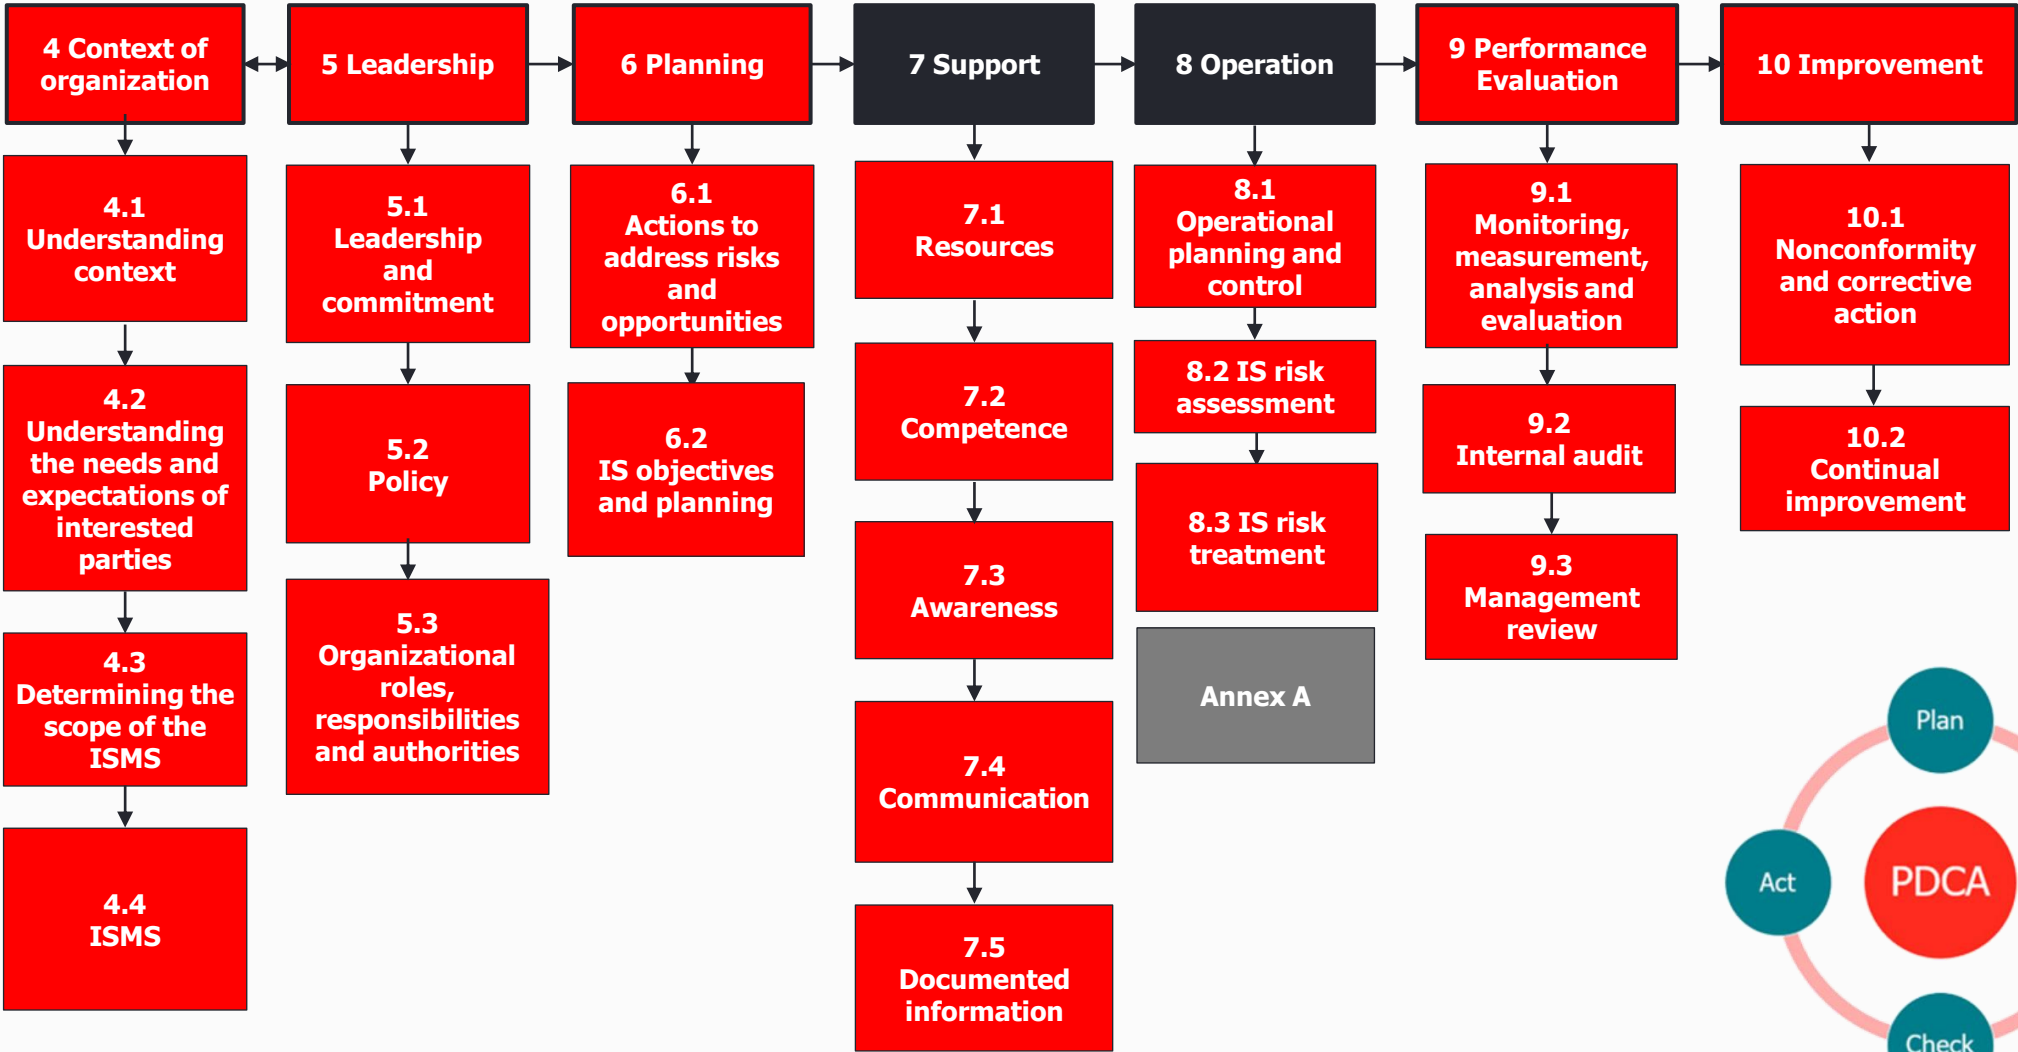 4 Context of
organization
5 Leadership
6 Planning
7 Support
8 Operation
9 Performance
Evaluation
10 Improvement
4.1
Understanding
context
4.2
Understanding
the needs and
expectations of
interested
parties
4.3
Determining the
scope of the
ISMS
4.4
ISMS
5.1
Leadership
and
commitment
5.2
Policy
5.3
Organizational
roles,
responsibilities
and authorities
6.1
Actions to
address risks
and
opportunities
6.2
IS objectives
and planning
7.1
Resources
7.2
Competence
7.3
Awareness
7.4
Communication
7.5
Documented
information
8.1
Operational
planning and
control
8.2 IS risk
assessment
8.3 IS risk
treatment
Annex A
9.1
Monitoring,
measurement,
analysis and
evaluation
9.2
Internal audit
9.3
Management
review
10.1
Nonconformity
and corrective
action
10.2
Continual
improvement
Plan
Act
PDCA
Check